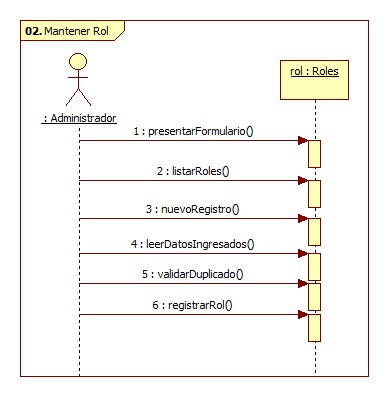 02. Mantener Rol
rol : Roles
: Administrador
1 : presentarFormulario()
2 : listarRoles()
3 : nuevoRegistro()
4 : leerDatosIngresados()
5 : validarDuplicado()
6 : registrarRol()